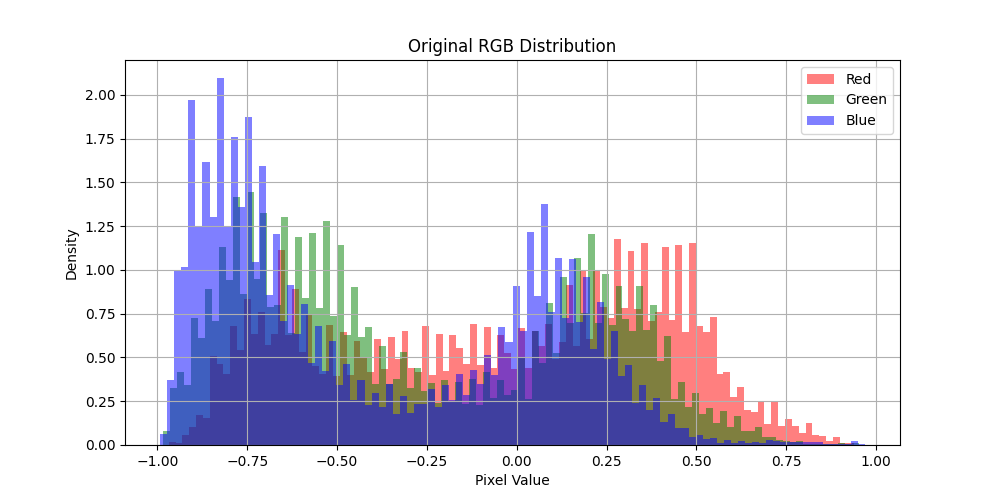 Original RGB Distribution
Red
Green
Blue
Density
2.00
1.75
1.50
1.25
1.00
0.75
0.50
0.25
0.00
−1.00 −0.75 −0.50 −0.25 0.00 0.25 0.50 0.75 1.00
Pixel Value